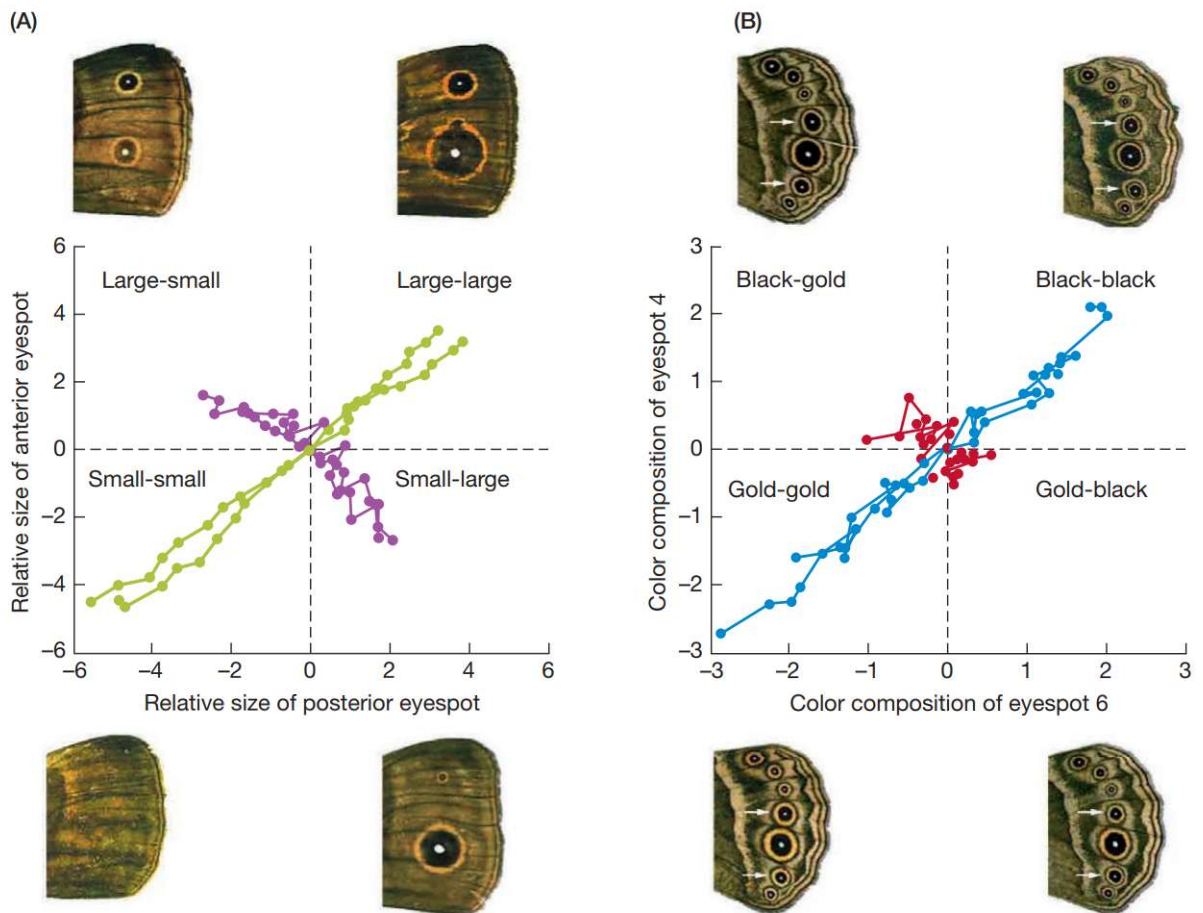 (A)
6
4
2
0
−2
−4
−6
−6
−4
−2
0
2
4
6
Large-small
Large-large
Small-small
Small-large
Relative size of anterior eyespot
Relative size of posterior eyespot
(B)
3
2
1
0
−1
−2
−3
−3
−2
−1
0
1
2
3
Black-gold
Black-black
Gold-gold
Gold-black
Color composition of eyespot 4
Color composition of eyespot 6